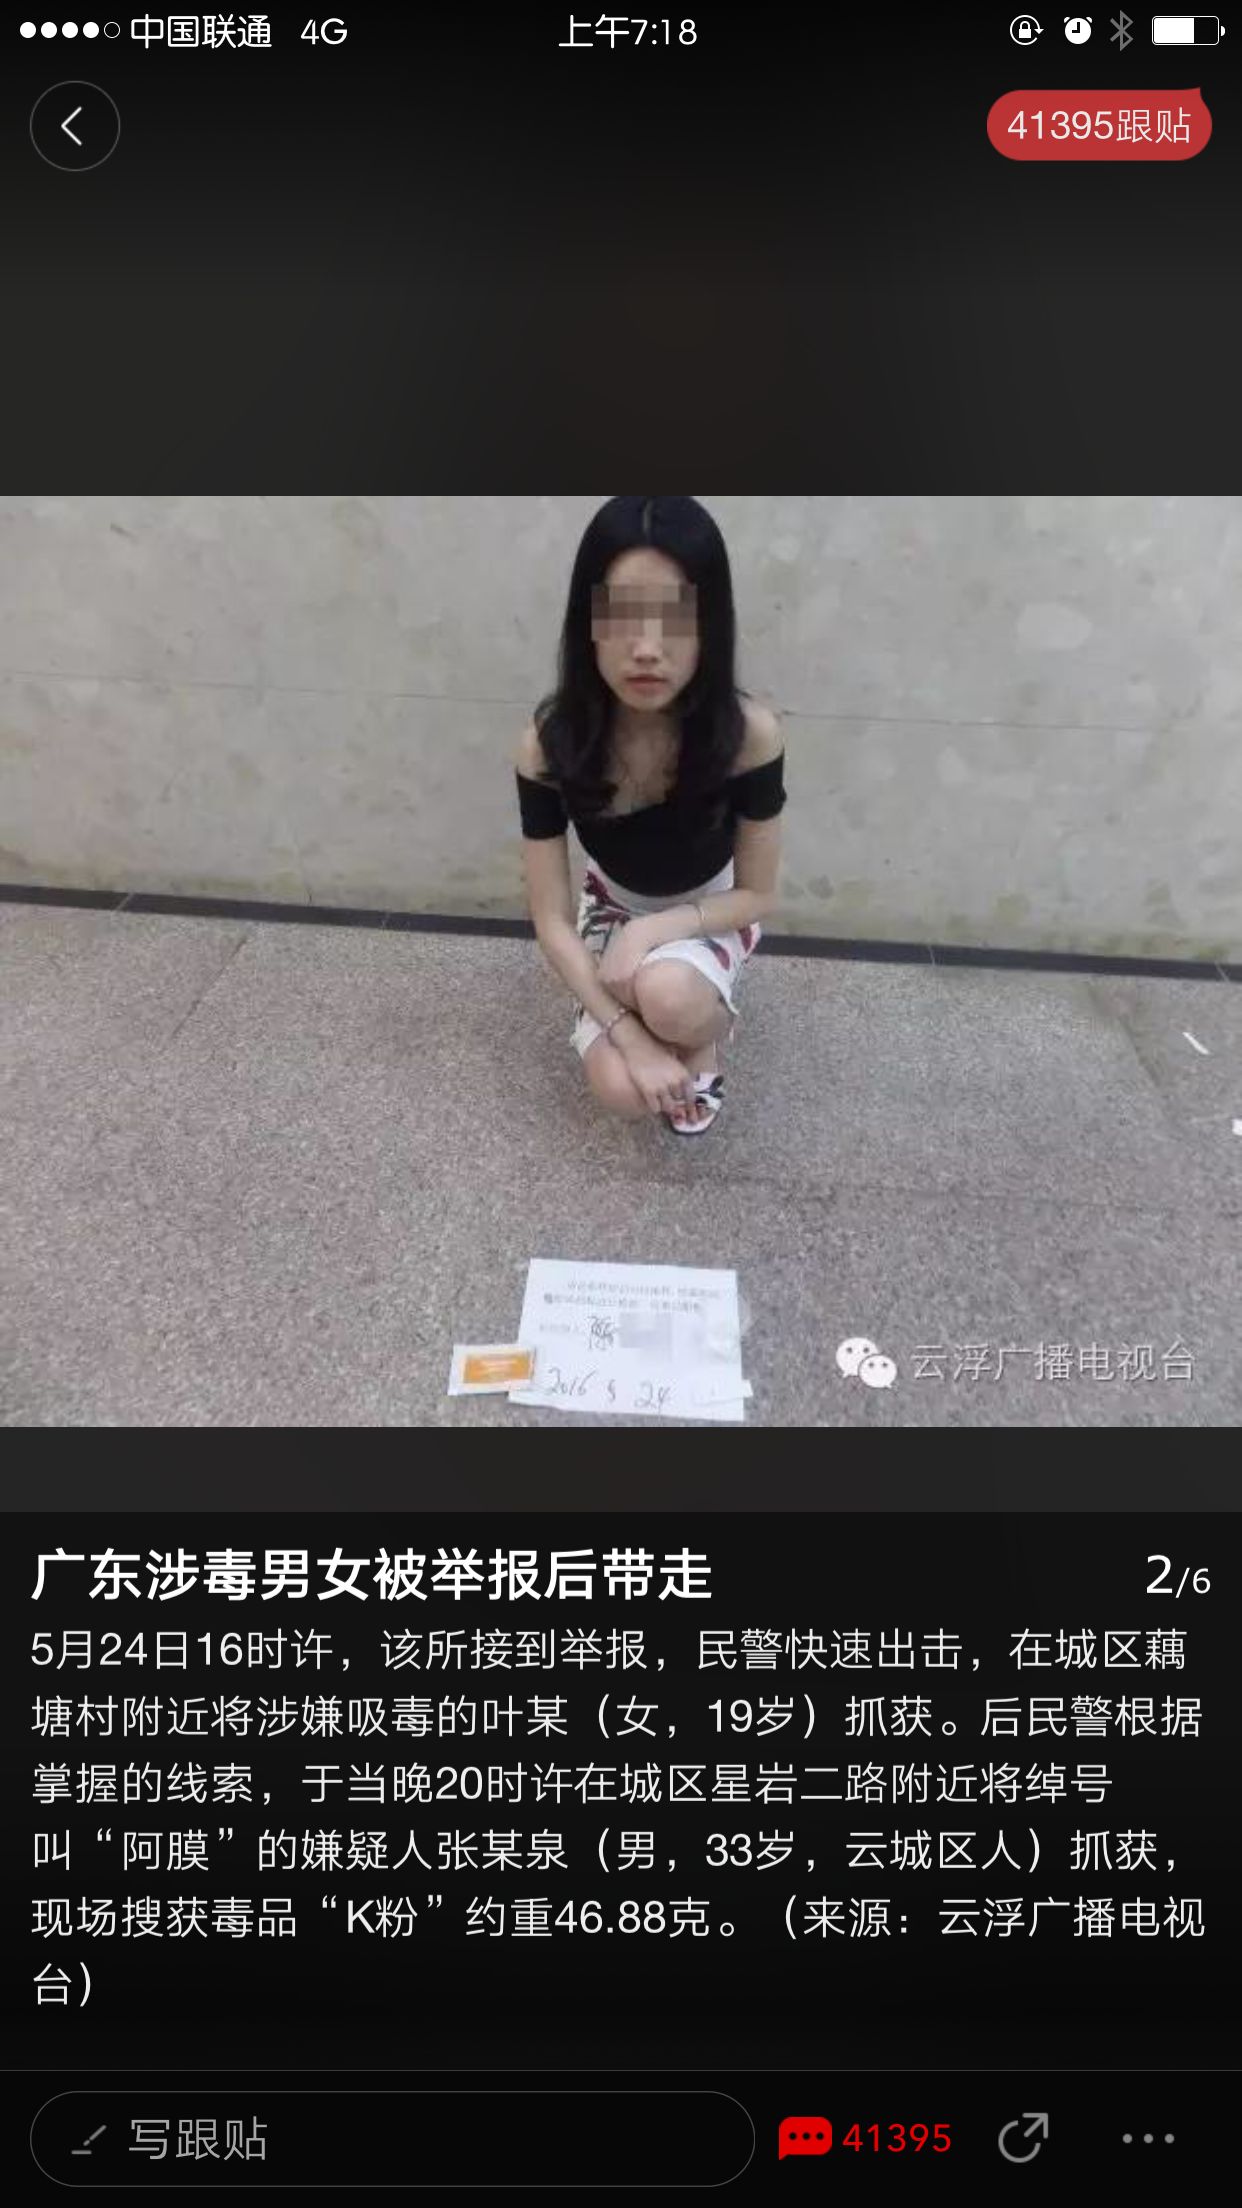 中国联通 4G 上午7:18
41395跟贴
2016 5 24
云浮广播电视台
广东涉毒男女被举报后带走 2/6
5月24日16时许，该所接到举报，民警快速出击，在城区藕
塘村附近将涉嫌吸毒的叶某（女，19岁）抓获。后民警根据
掌握的线索，于当晚20时许在城区星岩二路附近将绰号
叫“阿膜”的嫌疑人张某泉（男，33岁，云城区人）抓获，
现场搜获毒品“K粉”约重46.88克。（来源：云浮广播电视
台）
写跟贴 41395